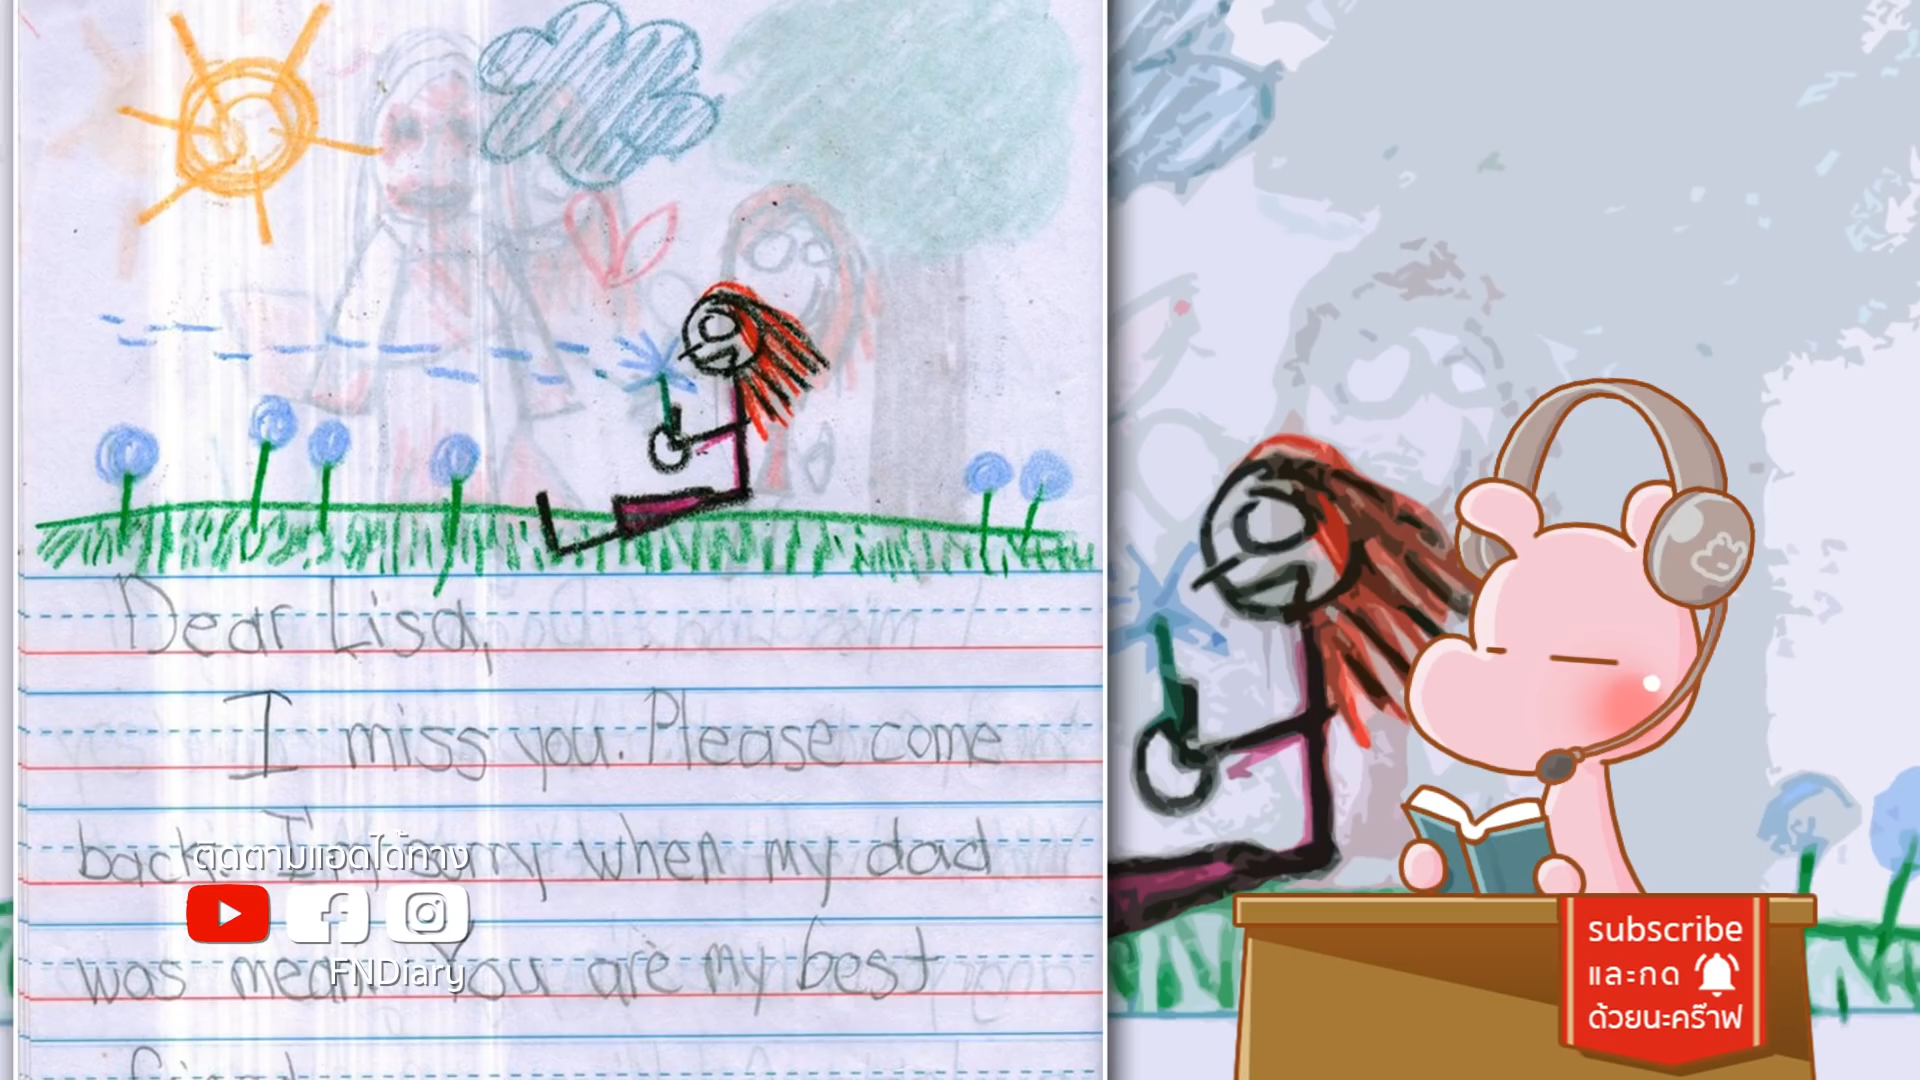 Dear Lisa,
I miss you. Please come
back. I'm sorry when my dad
was mean. You are my best
friend
ติดตามแอดได้ทาง
FNDiary
subscribe
และกด
ด้วยนะคร๊าฟ